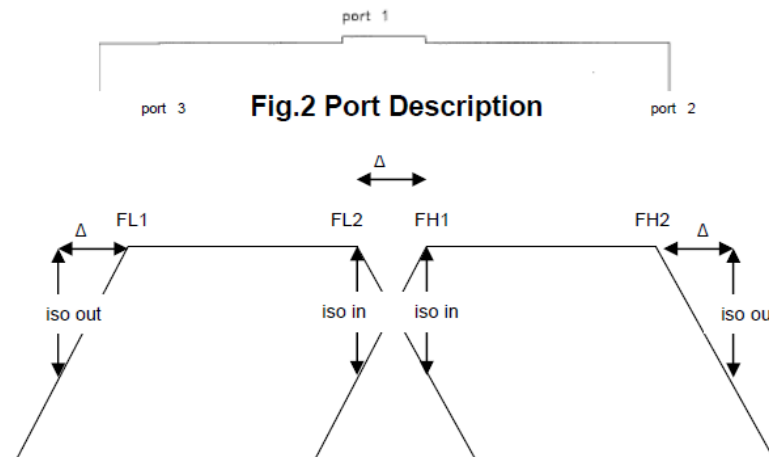 port 1
port 3 Fig.2 Port Description port 2
Δ
FL1 FL2 FH1 FH2
Δ Δ
iso out iso in iso in iso ou